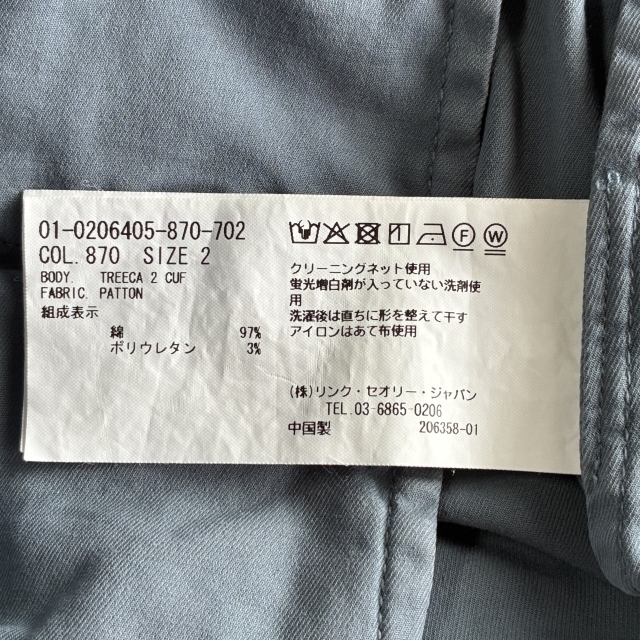 01-0206405-870-702
COL. 870 SIZE 2
BODY. TREECA 2 CUF
FABRIC. PATTON
組成表示
綿 97%
ポリウレタン 3%
F W
クリーニングネット使用
蛍光増白剤が入っていない洗剤使
用
洗濯後は直ちに形を整えて干す
アイロンはあて布使用
(株)リンク・セオリー・ジャパン
TEL.03-6865-0206
中国製 206358-01